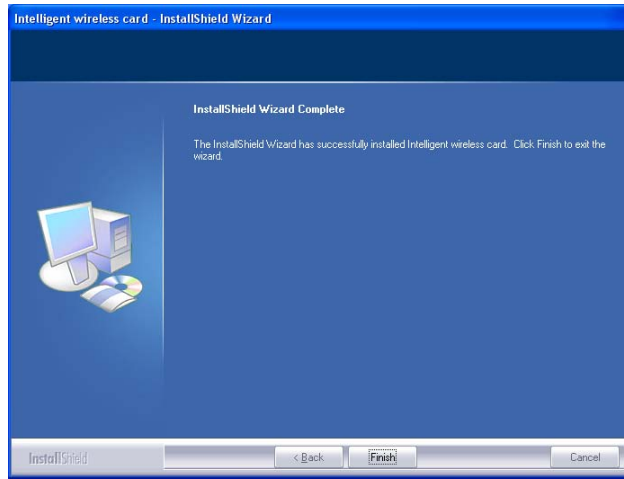 Intelligent wireless card - InstallShield Wizard
InstallShield Wizard Complete
The InstallShield Wizard has successfully installed Intelligent wireless card. Click Finish to exit the
wizard.
InstallShield
< Back Finish Cancel